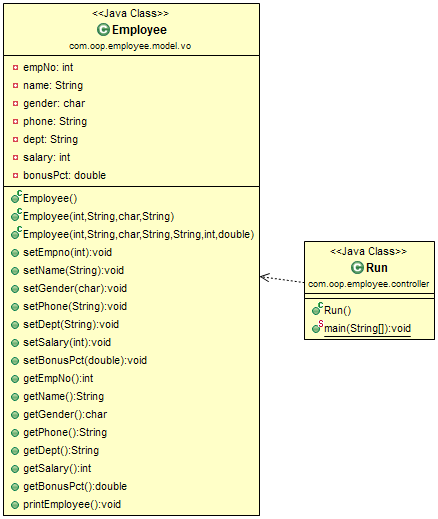 <<Java Class>>
Employee
com.oop.employee.model.vo
empNo: int
name: String
gender: char
phone: String
dept: String
salary: int
bonusPct: double
Employee()
Employee(int,String,char,String)
Employee(int,String,char,String,String,int,double)
setEmpno(int):void
setName(String):void
setGender(char):void
setPhone(String):void
setDept(String):void
setSalary(int):void
setBonusPct(double):void
getEmpNo():int
getName():String
getGender():char
getPhone():String
getDept():String
getSalary():int
getBonusPct():double
printEmployee():void
<<Java Class>>
Run
com.oop.employee.controller
Run()
main(String[]):void